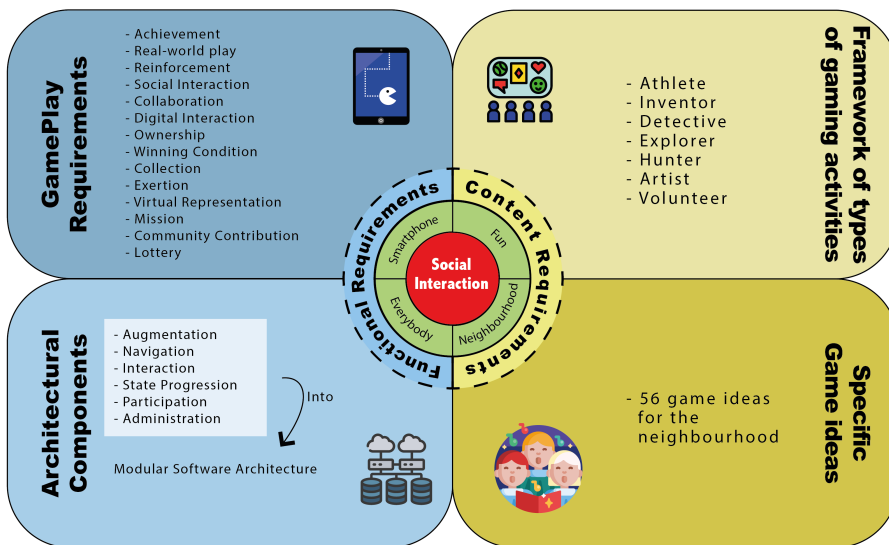 GamePlay
Requirements
- Achievement
- Real-world play
- Reinforcement
- Social Interaction
- Collaboration
- Digital Interaction
- Ownership
- Winning Condition
- Collection
- Exertion
- Virtual Representation
- Mission
- Community Contribution
- Lottery
Framework of types
of gaming activities
- Athlete
- Inventor
- Detective
- Explorer
- Hunter
- Artist
- Volunteer
Functional Requirements
Content Requirements
Smartphone
Fun
Everybody
Neighbourhood
Social
Interaction
Architectural
Components
- Augmentation
- Navigation
- Interaction
- State Progression
- Participation
- Administration
Into
Modular Software Architecture
Specific
Game ideas
- 56 game ideas
for the
neighbourhood